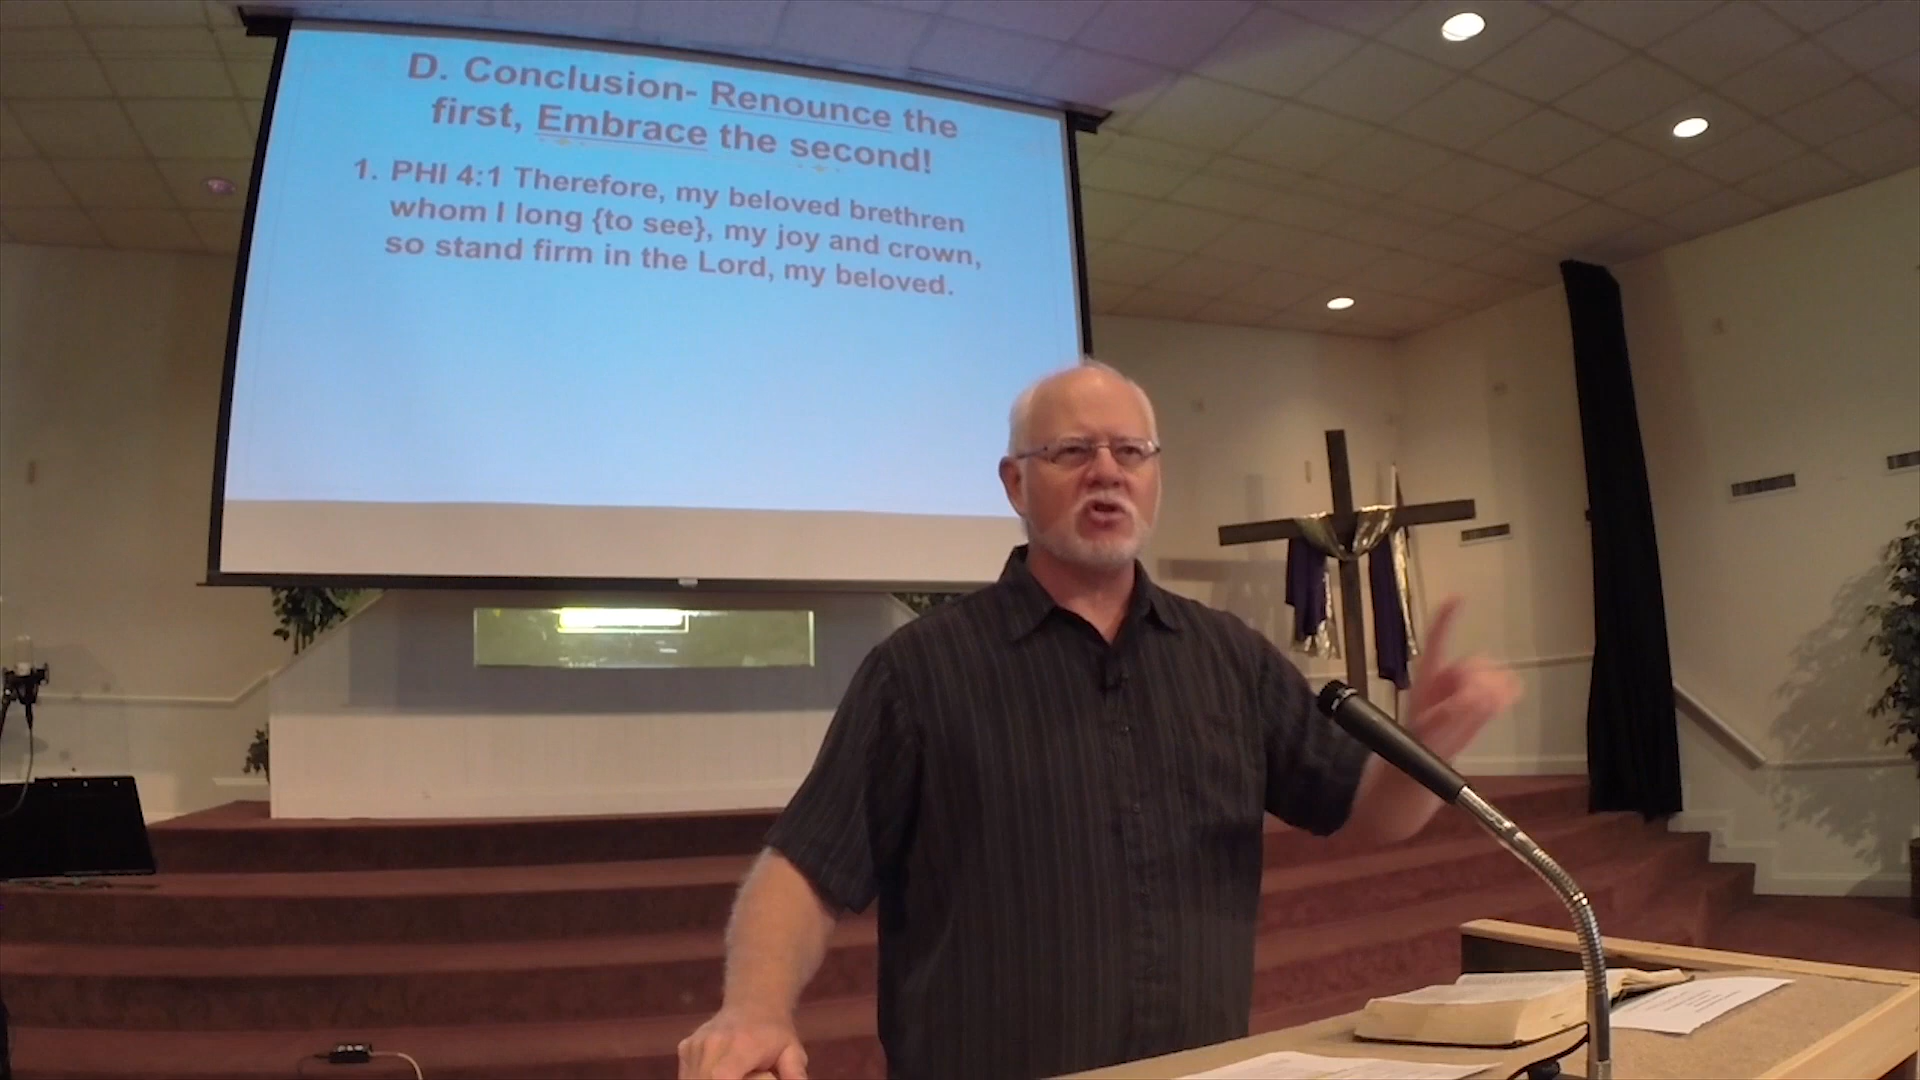 D. Conclusion- Renounce the
first, Embrace the second!
1. PHI 4:1 Therefore, my beloved brethren
whom I long {to see}, my joy and crown,
so stand firm in the Lord, my beloved.